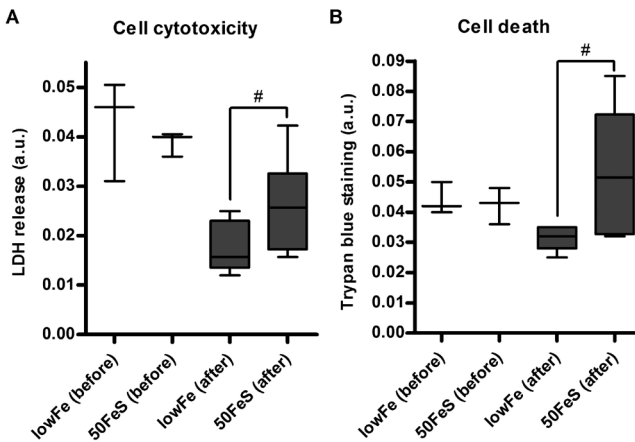 A
Cell cytotoxicity
#
LDH release (a.u.)
0.05
0.04
0.03
0.02
0.01
0.00
lowFe (before)
50FeS (before)
lowFe (after)
50FeS (after)
B
Cell death
#
Trypan blue staining (a.u.)
0.09
0.08
0.07
0.06
0.05
0.04
0.03
0.02
0.01
0.00
lowFe (before)
50FeS (before)
lowFe (after)
50FeS (after)